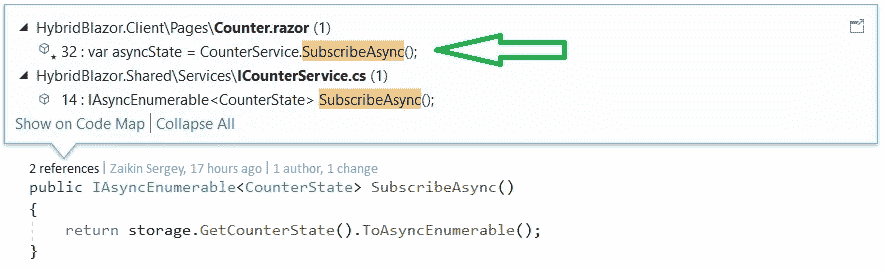 HybridBlazor.Client\Pages\Counter.razor (1)
32 : var asyncState = CounterService.SubscribeAsync();
HybridBlazor.Shared\Services\ICounterService.cs (1)
14 : IAsyncEnumerable<CounterState> SubscribeAsync();
Show on Code Map | Collapse All
2 references | Zaikin Sergey, 17 hours ago | 1 author, 1 change
public IAsyncEnumerable<CounterState> SubscribeAsync()
{
return storage.GetCounterState().ToAsyncEnumerable();
}